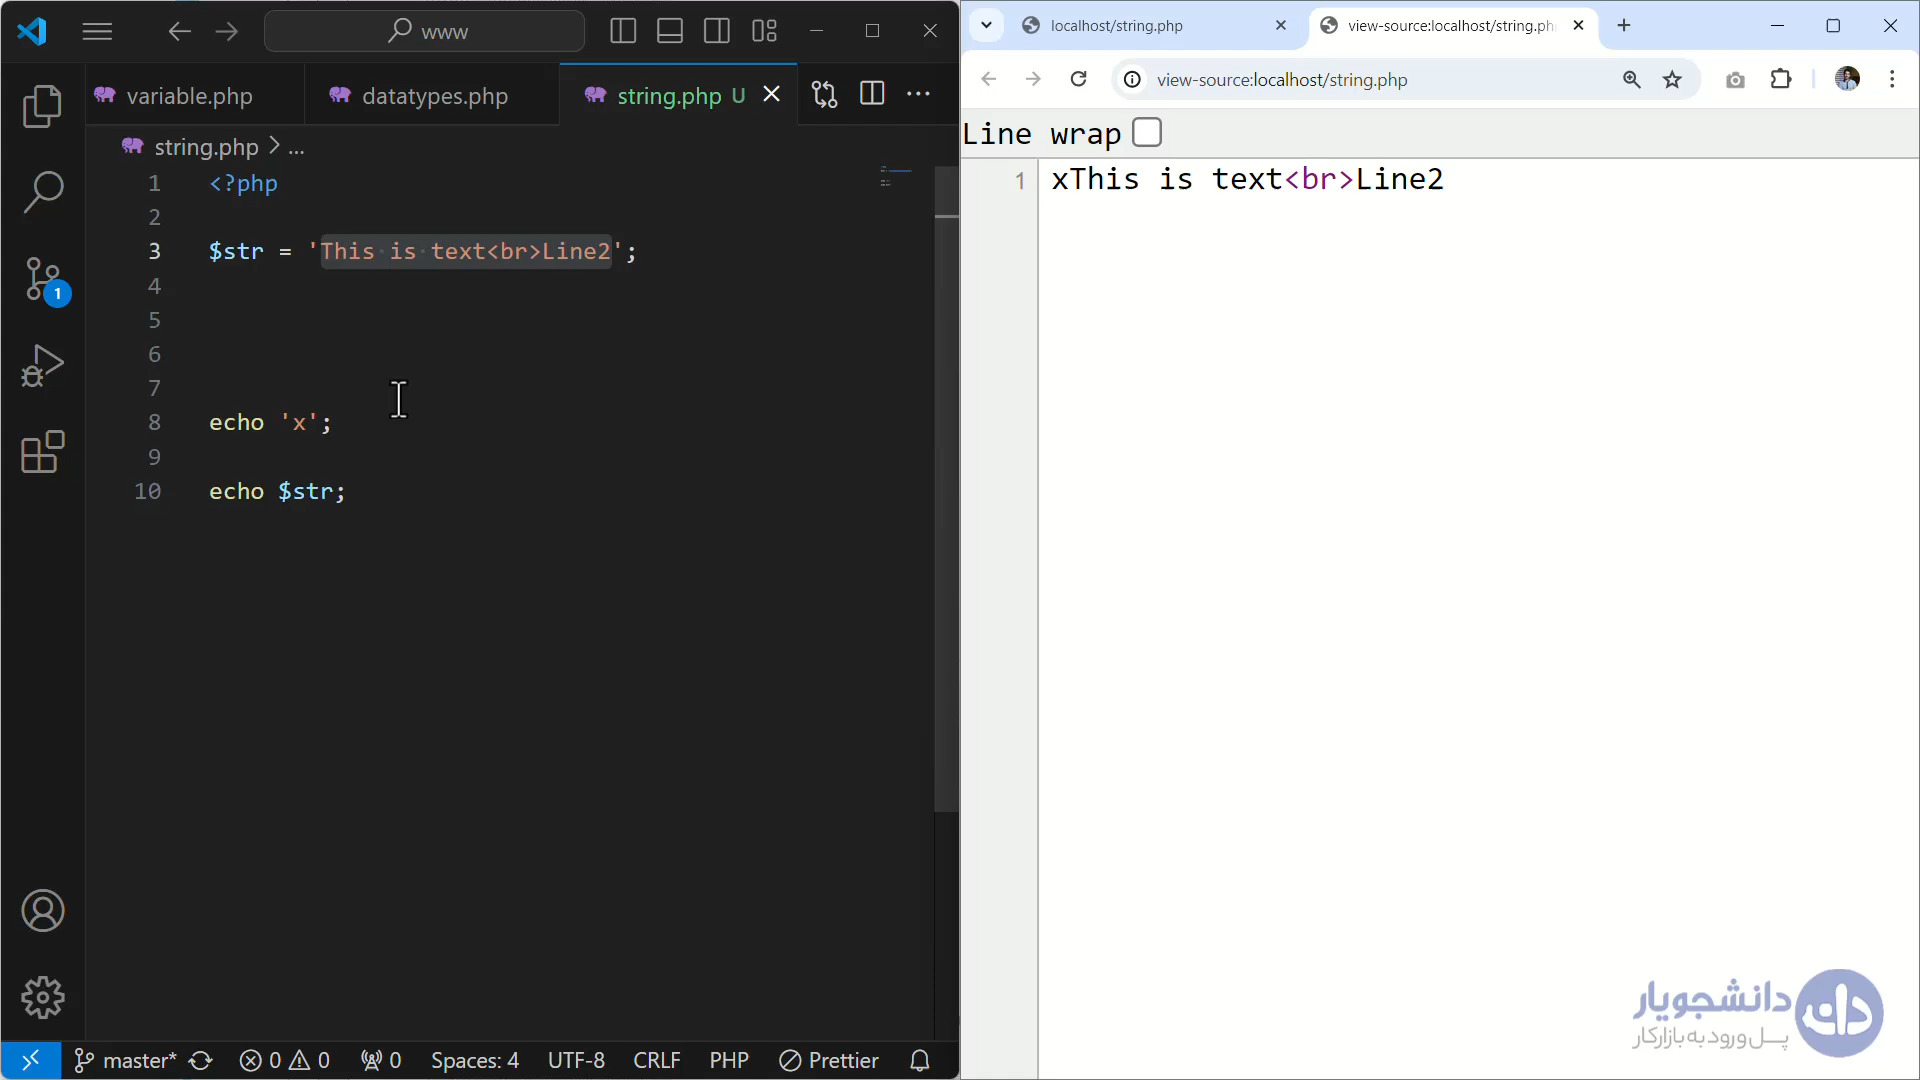 www
variable.php
datatypes.php
string.php U
string.php > ...
1 <?php
2
3 $str = 'This is text<br>Line2';
4
5
6
7
8 echo 'x';
9
10 echo $str;
1
master*
0 0
0
Spaces: 4
UTF-8
CRLF
PHP
Prettier
localhost/string.php
view-source:localhost/string.ph
view-source:localhost/string.php
Line wrap
1 xThis is text<br>Line2
دانشجویار
پل ورود به بازار کار